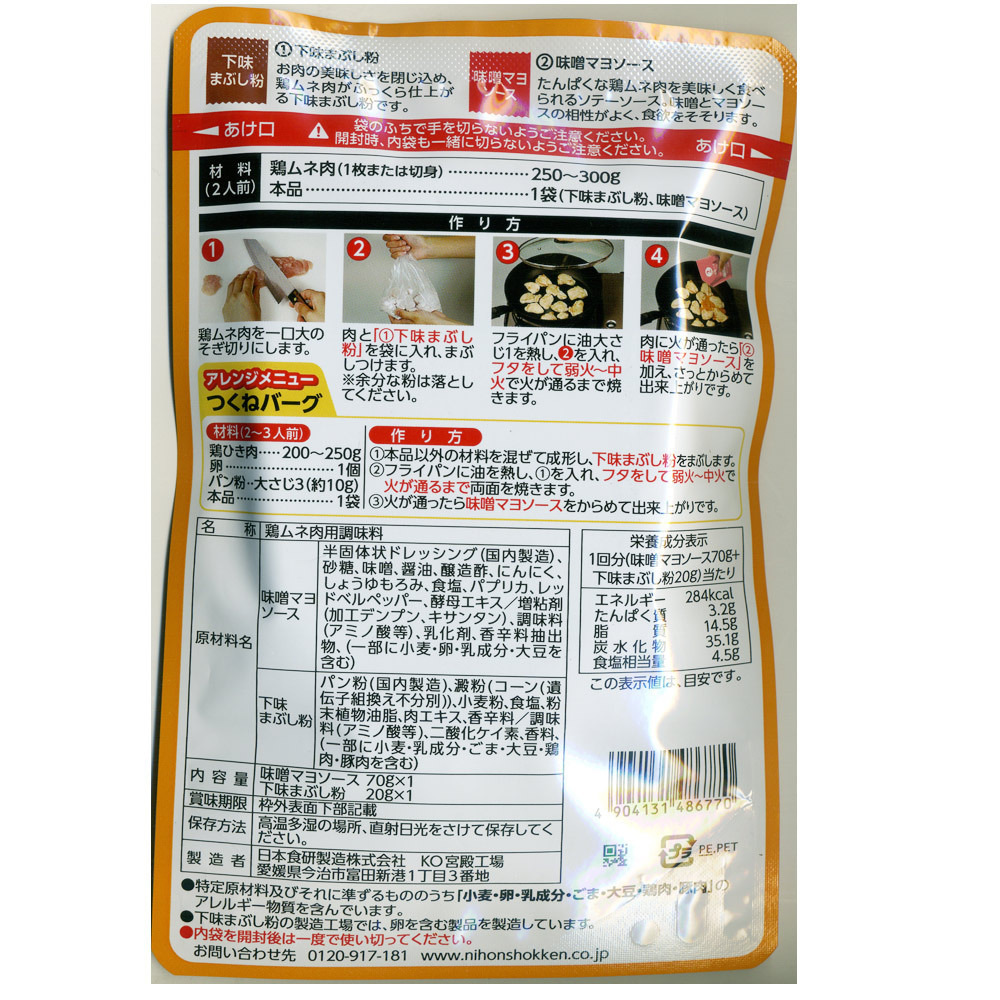 下味
まぶし粉
①下味まぶし粉
お肉の美味しさを閉じ込め、
鶏ムネ肉がふっくら仕上が
る下味まぶし粉です。
味噌マヨ
ソース
②味噌マヨソース
たんぱくな鶏ムネ肉を美味しく食べ
られるソテーソース。味噌とマヨソー
スの相性がよく、食欲をそそります。
あけ口
袋のふちで手を切らないようご注意ください。
開封時、内袋も一緒に切らないようご注意ください。
あけ口
材料
(2人前)
鶏ムネ肉(1枚または切身)……………250〜300g
本品……………………………1袋(下味まぶし粉、味噌マヨソース)
作り方
1
鶏ムネ肉を一口大の
そぎ切りにします。
2
肉と「①下味まぶし
粉」を袋に入れ、まぶ
しつけます。
※余分な粉は落とし
てください。
3
フライパンに油大さ
じ1を熱し、❷を入れ、
フタをして弱火〜中
火で火が通るまで焼
きます。
4
肉に火が通ったら「②
味噌マヨソース」を
加え、さっとからめて
出来上がりです。
アレンジメニュー
つくねバーグ
材料(2〜3人前)
鶏ひき肉……200〜250g
卵……………………1個
パン粉…大さじ3(約10g)
本品…………………1袋
作り方
①本品以外の材料を混ぜて成形し、下味まぶし粉をまぶします。
②フライパンに油を熱し、①を入れ、フタをして弱火〜中火で
火が通るまで両面を焼きます。
③火が通ったら味噌マヨソースをからめて出来上がりです。
名称 鶏ムネ肉用調味料
原材料名
味噌マヨ
ソース
半固体状ドレッシング(国内製造)、
砂糖、味噌、醤油、醸造酢、にんにく、
しょうゆもろみ、食塩、パプリカ、レッ
ドベルペッパー、酵母エキス/増粘剤
(加工デンプン、キサンタン)、調味料
(アミノ酸等)、乳化剤、香辛料抽出
物、(一部に小麦・卵・乳成分・大豆を
含む)
下味
まぶし粉
パン粉(国内製造)、澱粉(コーン(遺
伝子組換え不分別))、小麦粉、食塩、粉
末植物油脂、肉エキス、香辛料/調味
料(アミノ酸等)、二酸化ケイ素、香料、
(一部に小麦・乳成分・ごま・大豆・鶏
肉・豚肉を含む)
内容量 味噌マヨソース 70g×1
下味まぶし粉 20g×1
賞味期限 枠外表面下部記載
保存方法 高温多湿の場所、直射日光をさけて保存してく
ださい。
製造者 日本食研製造株式会社 KO宮殿工場
愛媛県今治市富田新港1丁目3番地
栄養成分表示
1回分(味噌マヨソース70g+
下味まぶし粉20g)当たり
エネルギー 284kcal
たんぱく質 3.2g
脂質 14.5g
炭水化物 35.1g
食塩相当量 4.5g
この表示値は、目安です。
4 904131 486770
プラ
PE,PET
●特定原材料及びそれに準ずるもののうち「小麦・卵・乳成分・ごま・大豆・鶏肉・豚肉」の
アレルギー物質を含んでいます。
●下味まぶし粉の製造工場では、卵を含む製品を製造しています。
●内袋を開封後は一度で使い切ってください。
お問い合わせ先 0120-917-181 www.nihonshokken.co.jp